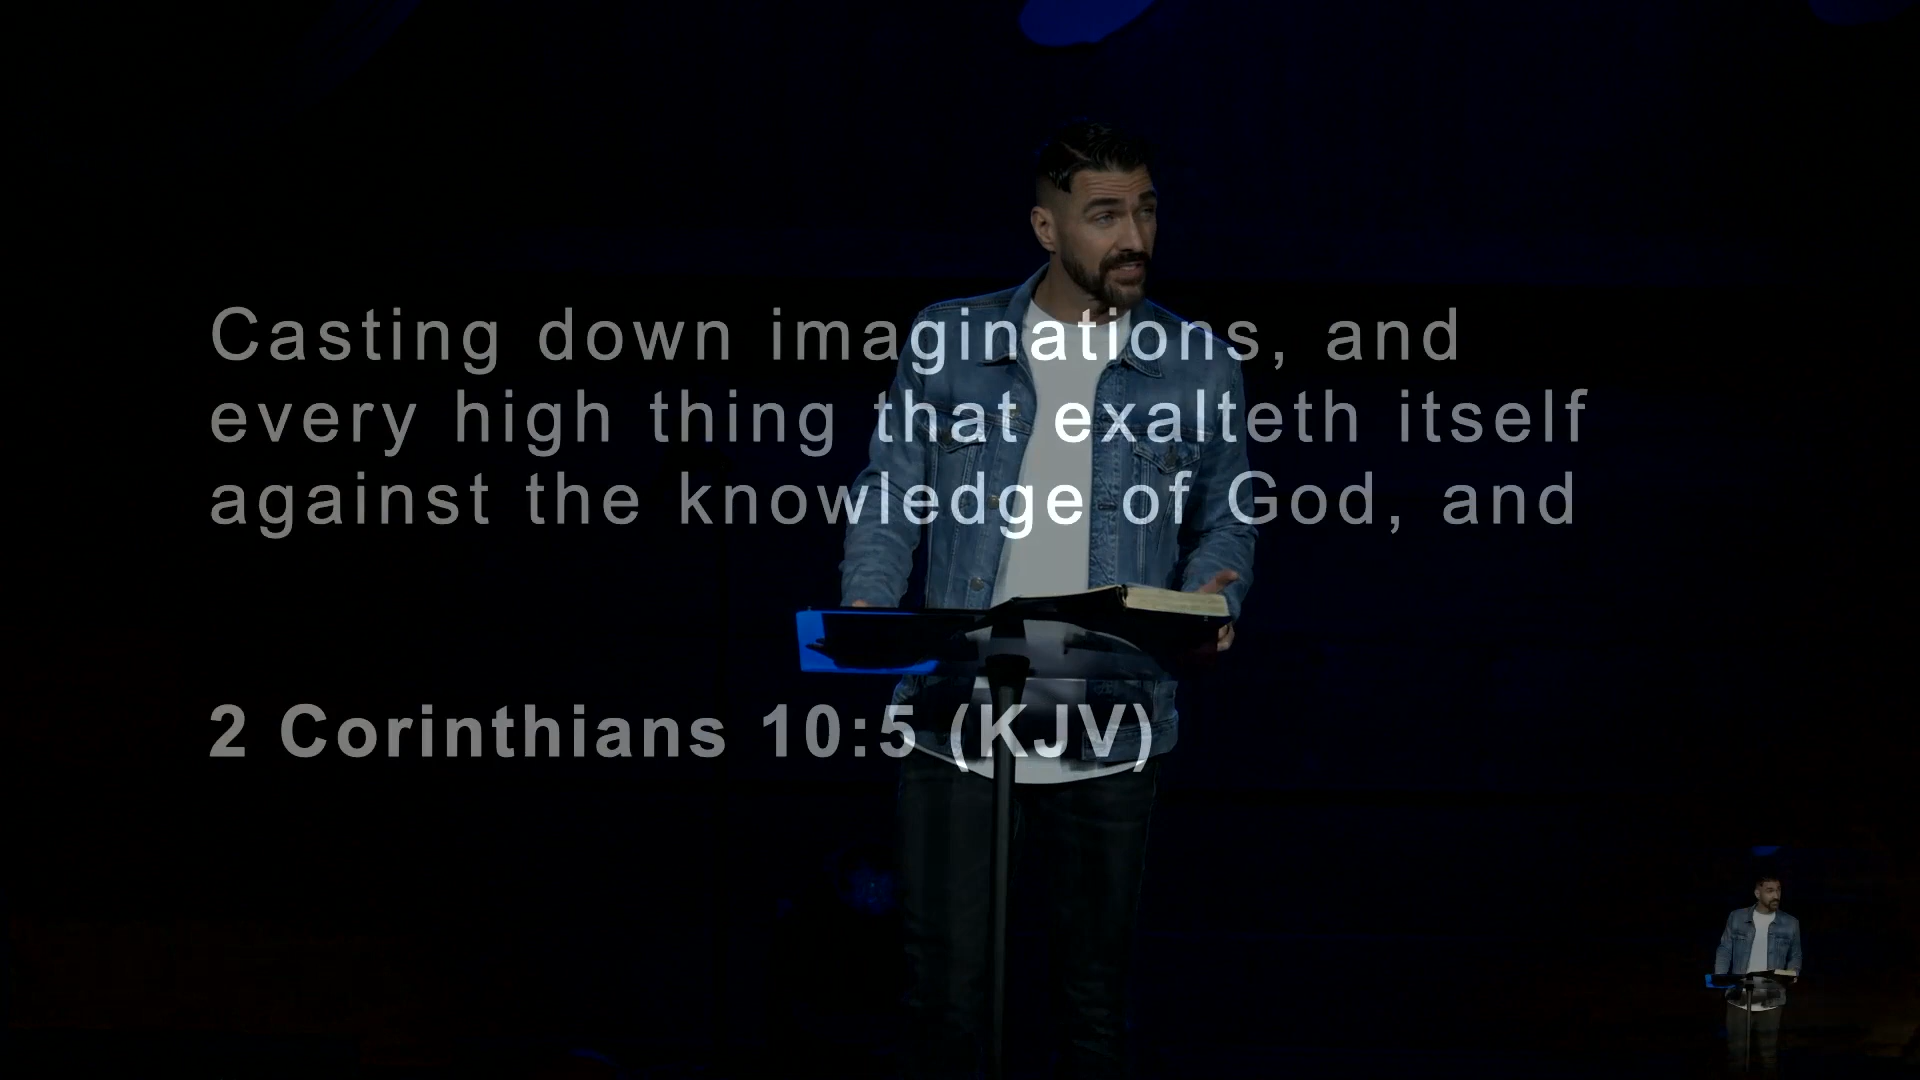 Casting down imaginations, and
every high thing that exalteth itself
against the knowledge of God, and
2 Corinthians 10:5 (KJV)